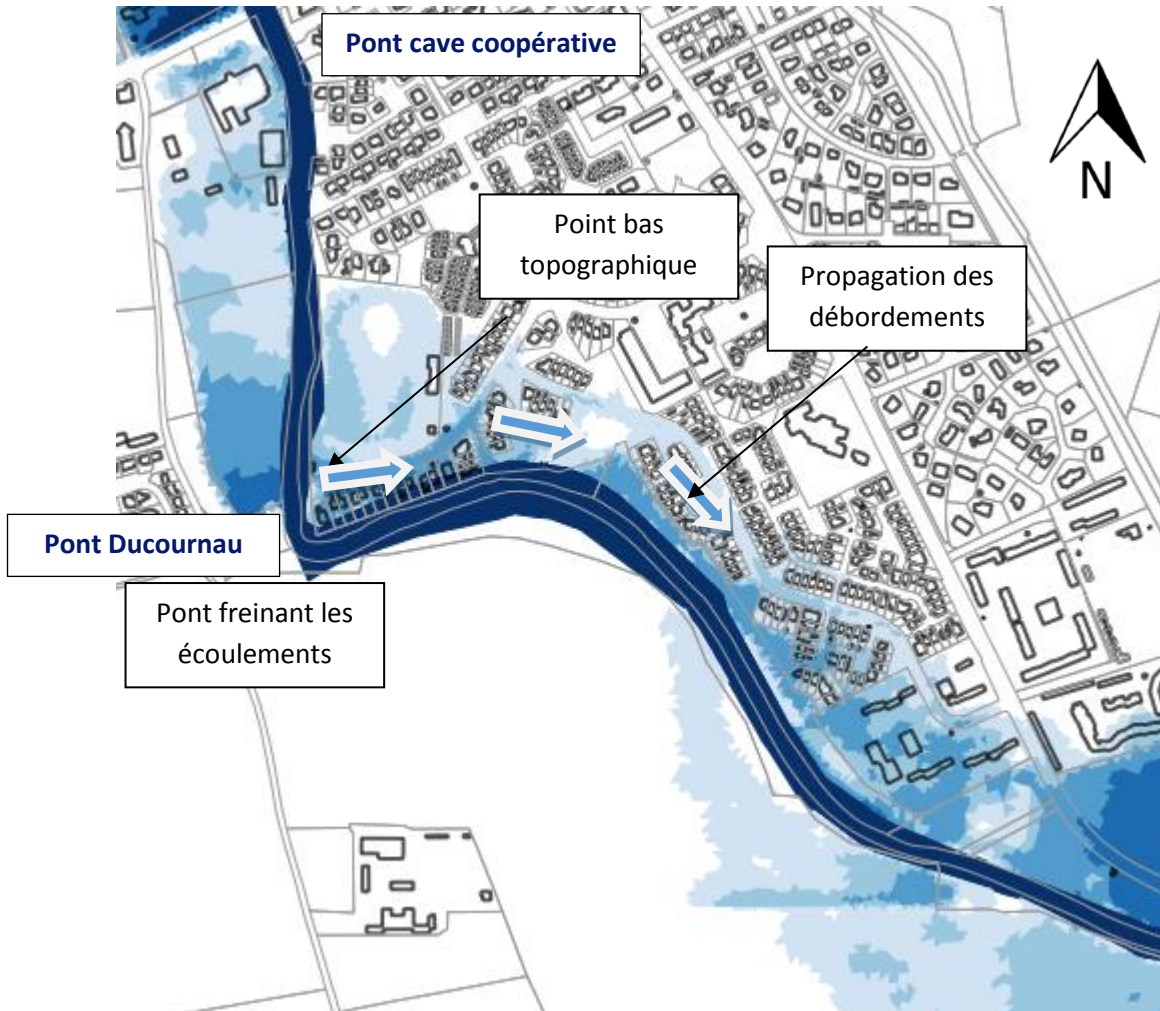 Pont cave coopérative
N
Point bas
topographique
Propagation des
débordements
Pont Ducournau
Pont freinant les
écoulements